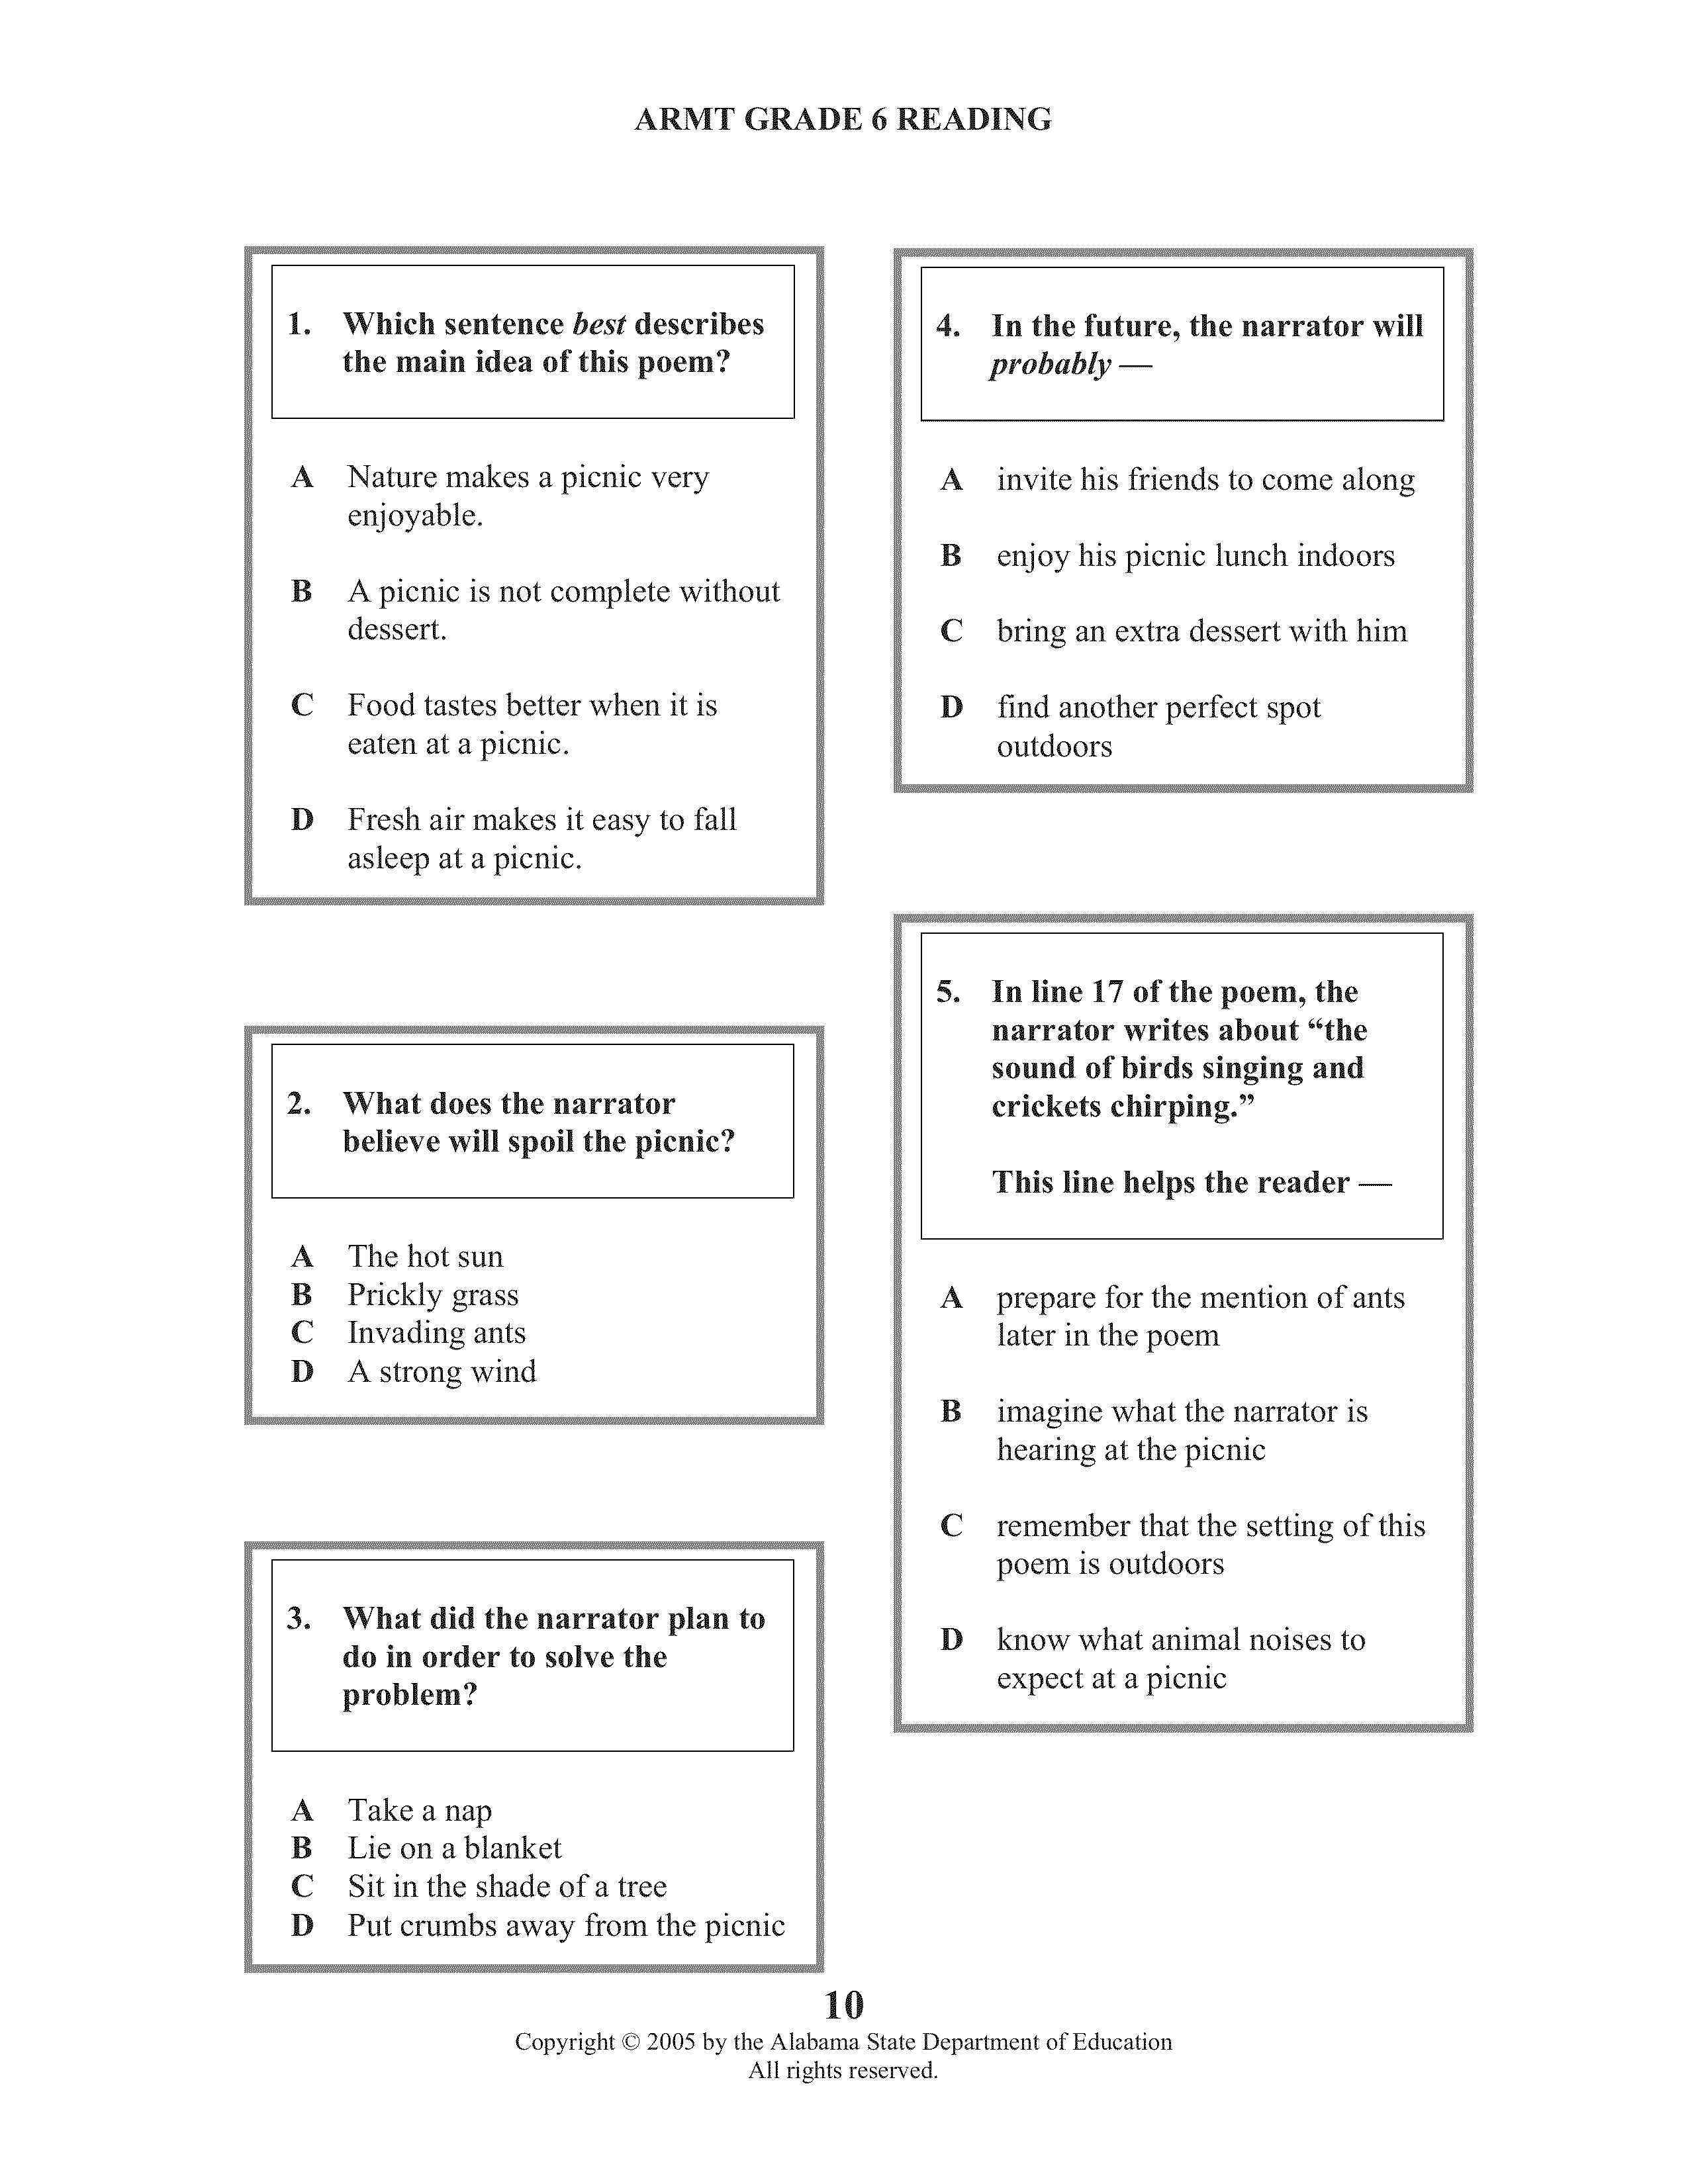 ARMT GRADE 6 READING
1. Which sentence best describes
the main idea of this poem?
A Nature makes a picnic very
enjoyable.
B A picnic is not complete without
dessert.
C Food tastes better when it is
eaten at a picnic.
D Fresh air makes it easy to fall
asleep at a picnic.
2. What does the narrator
believe will spoil the picnic?
A The hot sun
B Prickly grass
C Invading ants
D A strong wind
3. What did the narrator plan to
do in order to solve the
problem?
A Take a nap
B Lie on a blanket
C Sit in the shade of a tree
D Put crumbs away from the picnic
4. In the future, the narrator will
probably —
A invite his friends to come along
B enjoy his picnic lunch indoors
C bring an extra dessert with him
D find another perfect spot
outdoors
5. In line 17 of the poem, the
narrator writes about “the
sound of birds singing and
crickets chirping.”
This line helps the reader —
A prepare for the mention of ants
later in the poem
B imagine what the narrator is
hearing at the picnic
C remember that the setting of this
poem is outdoors
D know what animal noises to
expect at a picnic
10
Copyright © 2005 by the Alabama State Department of Education
All rights reserved.